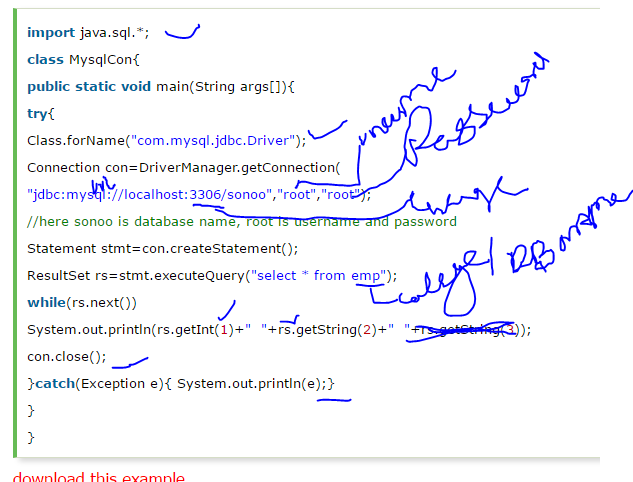 import java.sql.*;
class MysqlCon{
public static void main(String args[]){
try{
Class.forName("com.mysql.jdbc.Driver");
Connection con=DriverManager.getConnection(
"jdbc:mysql://localhost:3306/sonoo","root","root");
//here sonoo is database name, root is username and password
Statement stmt=con.createStatement();
ResultSet rs=stmt.executeQuery("select * from emp");
while(rs.next())
System.out.println(rs.getInt(1)+"  "+rs.getString(2)+"  "+rs.getString(3));
con.close();
}catch(Exception e){ System.out.println(e);}
}
}
download this example
Password
change
DBname